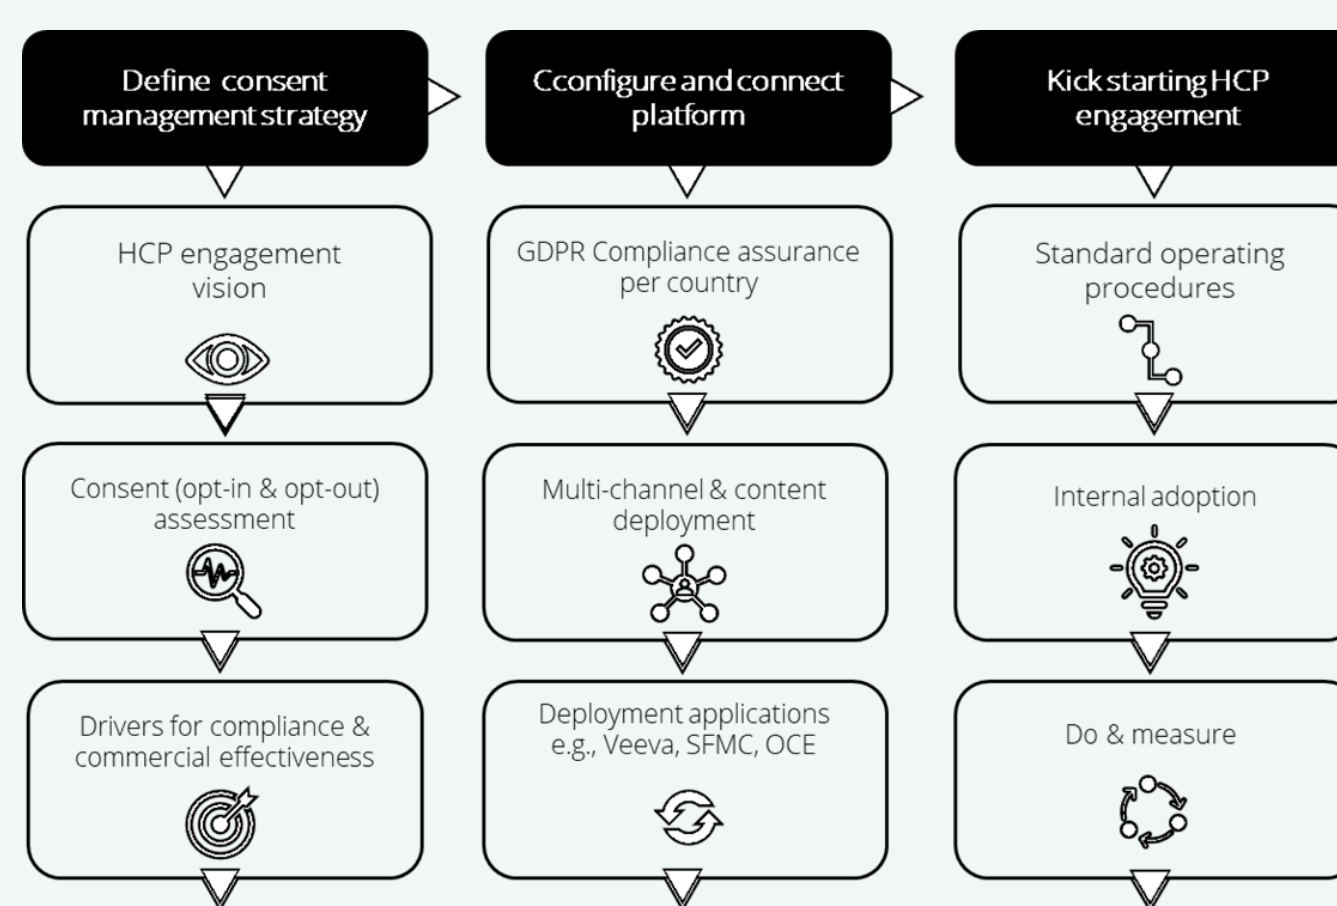 Define consent
management strategy
Cconfigure and connect
platform
Kick starting HCP
engagement
HCP engagement
vision
GDPR Compliance assurance
per country
Standard operating
procedures
Consent (opt-in & opt-out)
assessment
Multi-channel & content
deployment
Internal adoption
Drivers for compliance &
commercial effectiveness
Deployment applications
e.g., Veeva, SFMC, OCE
Do & measure